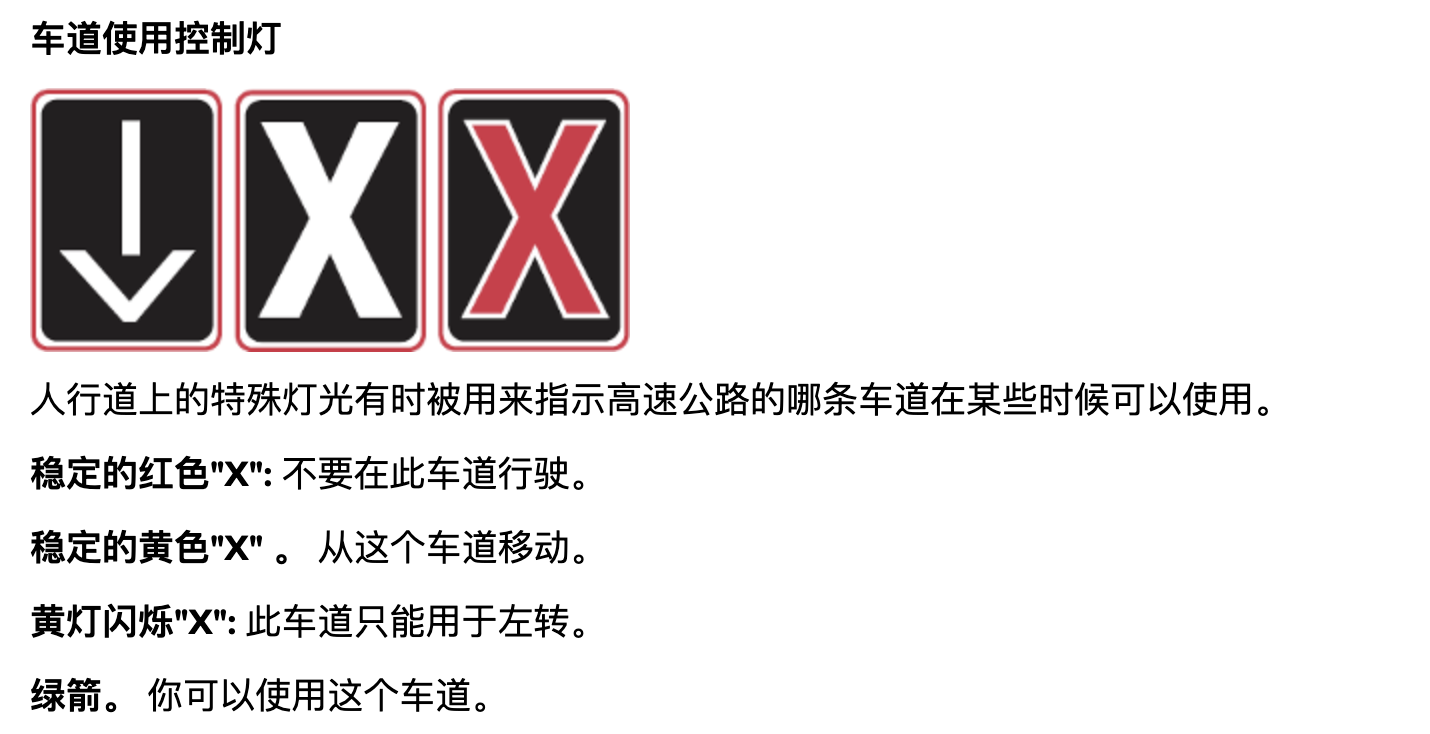 车道使用控制灯
X X
人行道上的特殊灯光有时被用来指示高速公路的哪条车道在某些时候可以使用。
稳定的红色"X": 不要在此车道行驶。
稳定的黄色"X" 。 从这个车道移动。
黄灯闪烁"X": 此车道只能用于左转。
绿箭。 你可以使用这个车道。